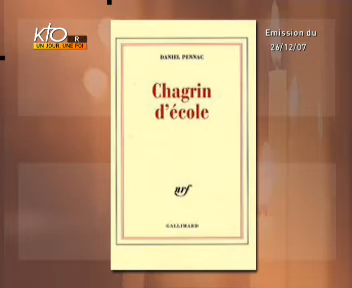 kto
R
UN JOUR, UNE FOI
Emission du
26/12/07
DANIEL PENNAC
Chagrin
d'école
nrf
GALLIMARD